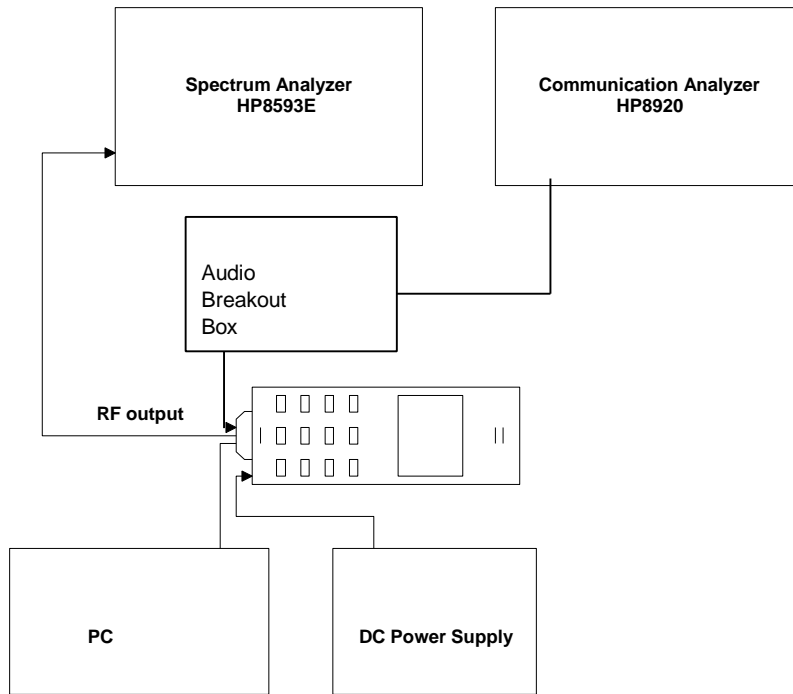 Spectrum Analyzer
HP8593E
Communication Analyzer
HP8920
Audio
Breakout
Box
RF output
PC
DC Power Supply